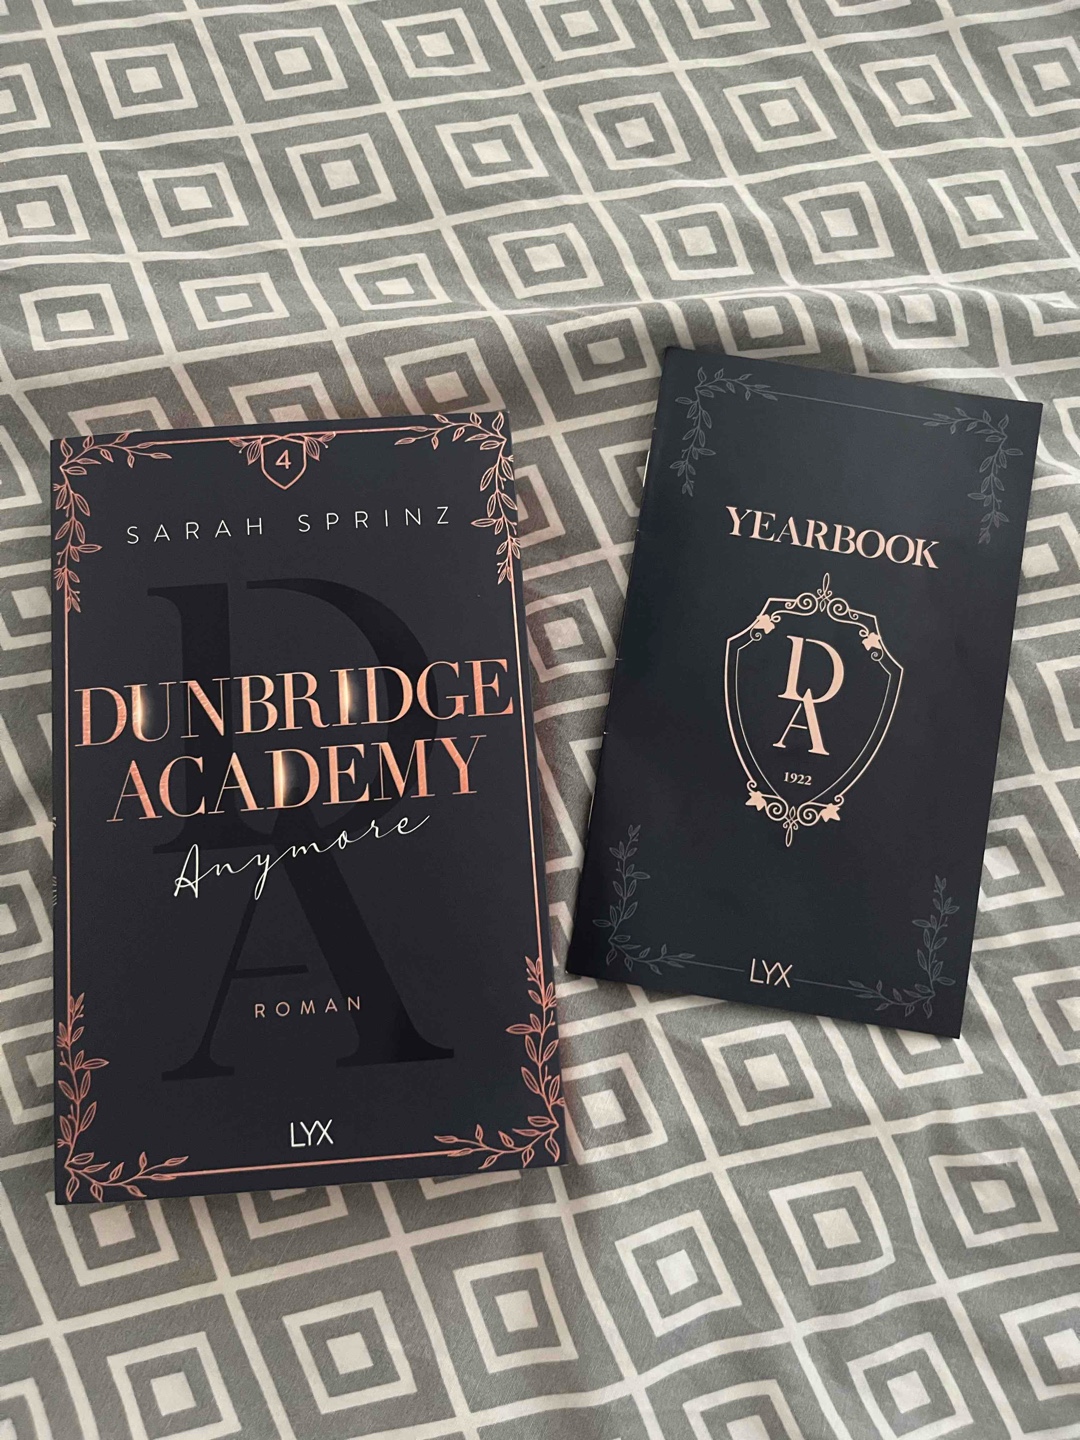 4
SARAH SPRINZ
DUNBRIDGE
ACADEMY
Anymore
ROMAN
LYX
YEARBOOK
DA
1922
LYX